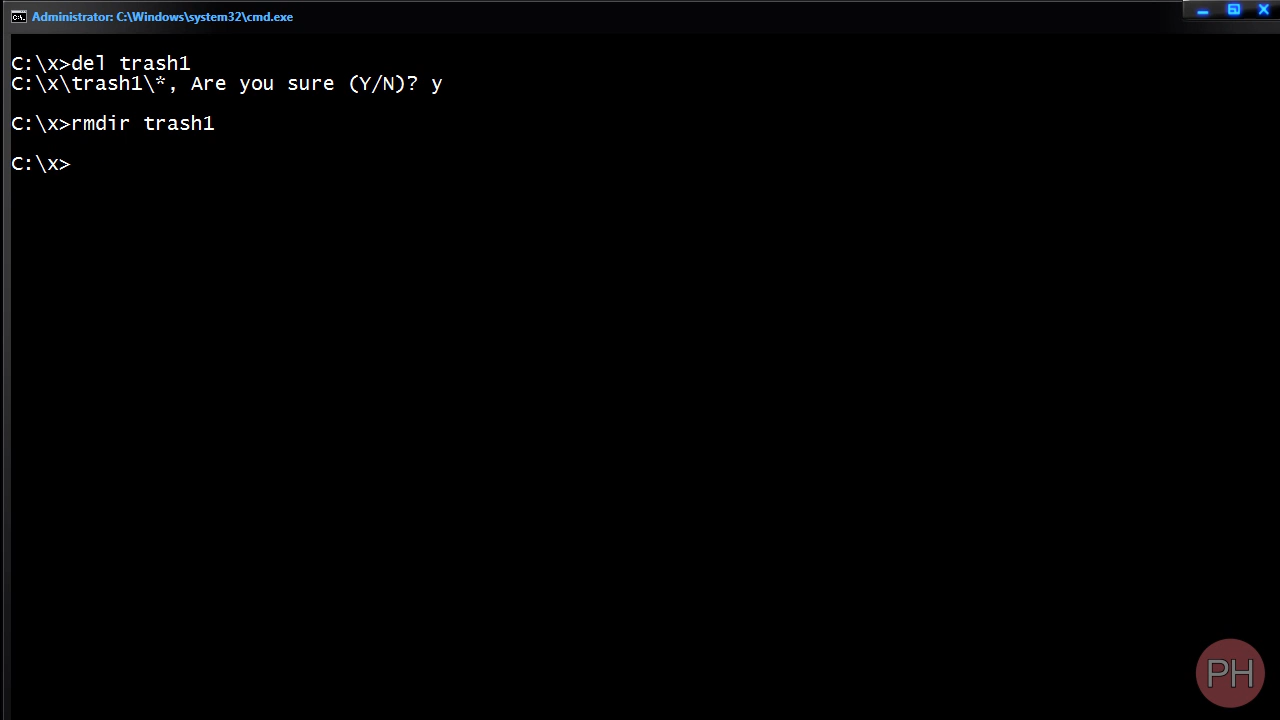 Administrator: C:\Windows\system32\cmd.exe
C:\x>del trash1
C:\x\trash1\*, Are you sure (Y/N)? y
C:\x>rmdir trash1
C:\x>
PH